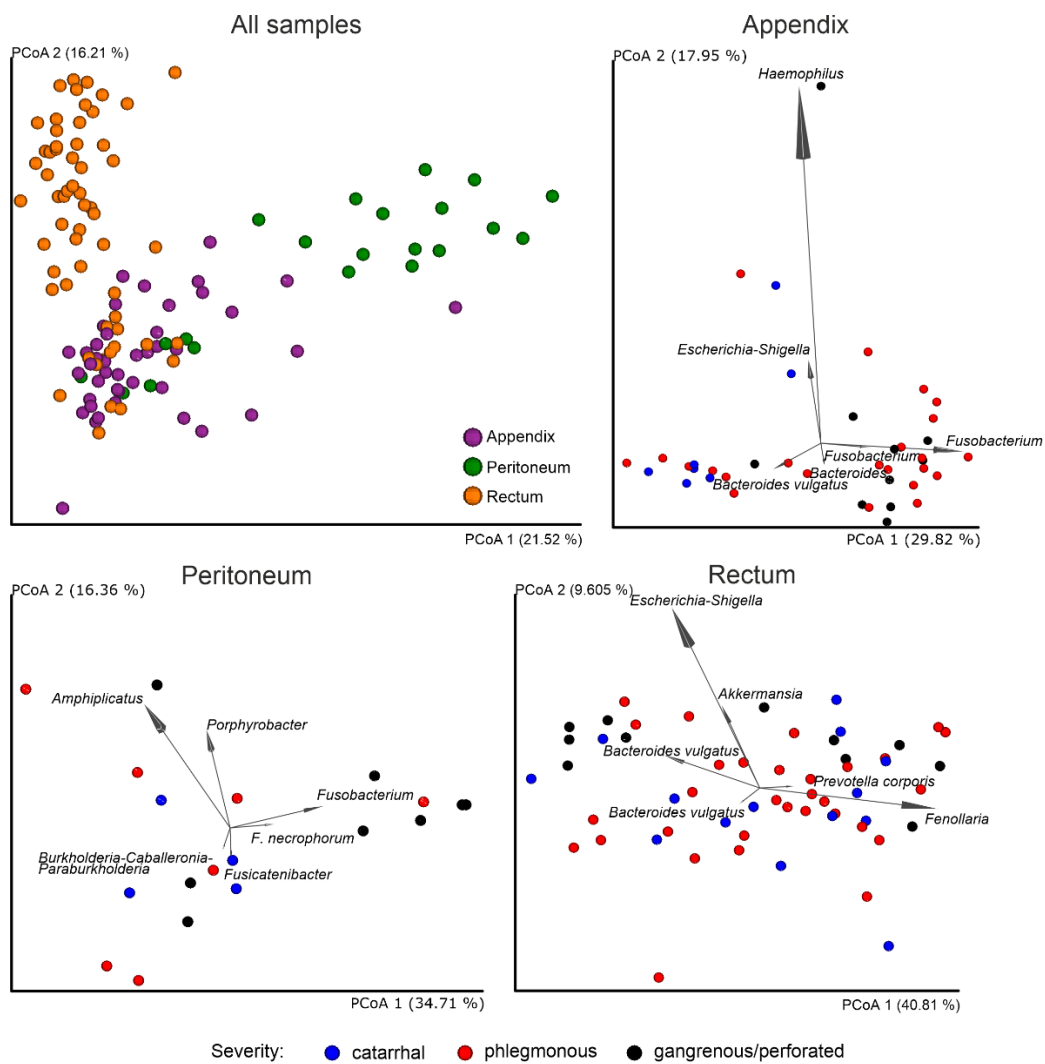 All samples
PCoA 2 (16.21 %)
Appendix
Peritoneum
Rectum
PCoA 1 (21.52 %)
Appendix
PCoA 2 (17.95 %)
Haemophilus
Escherichia-Shigella
Fusobacterium
Fusobacterium
Bacteroides
Bacteroides vulgatus
PCoA 1 (29.82 %)
Peritoneum
PCoA 2 (16.36 %)
Amphiplicatus
Porphyrobacter
Fusobacterium
F. necrophorum
Burkholderia-Caballeronia-
Paraburkholderia
Fusicatenibacter
PCoA 1 (34.71 %)
Rectum
PCoA 2 (9.605 %)
Escherichia-Shigella
Akkermansia
Bacteroides vulgatus
Prevotella corporis
Bacteroides vulgatus
Fenollaria
PCoA 1 (40.81 %)
Severity: catarrhal phlegmonous gangrenous/perforated